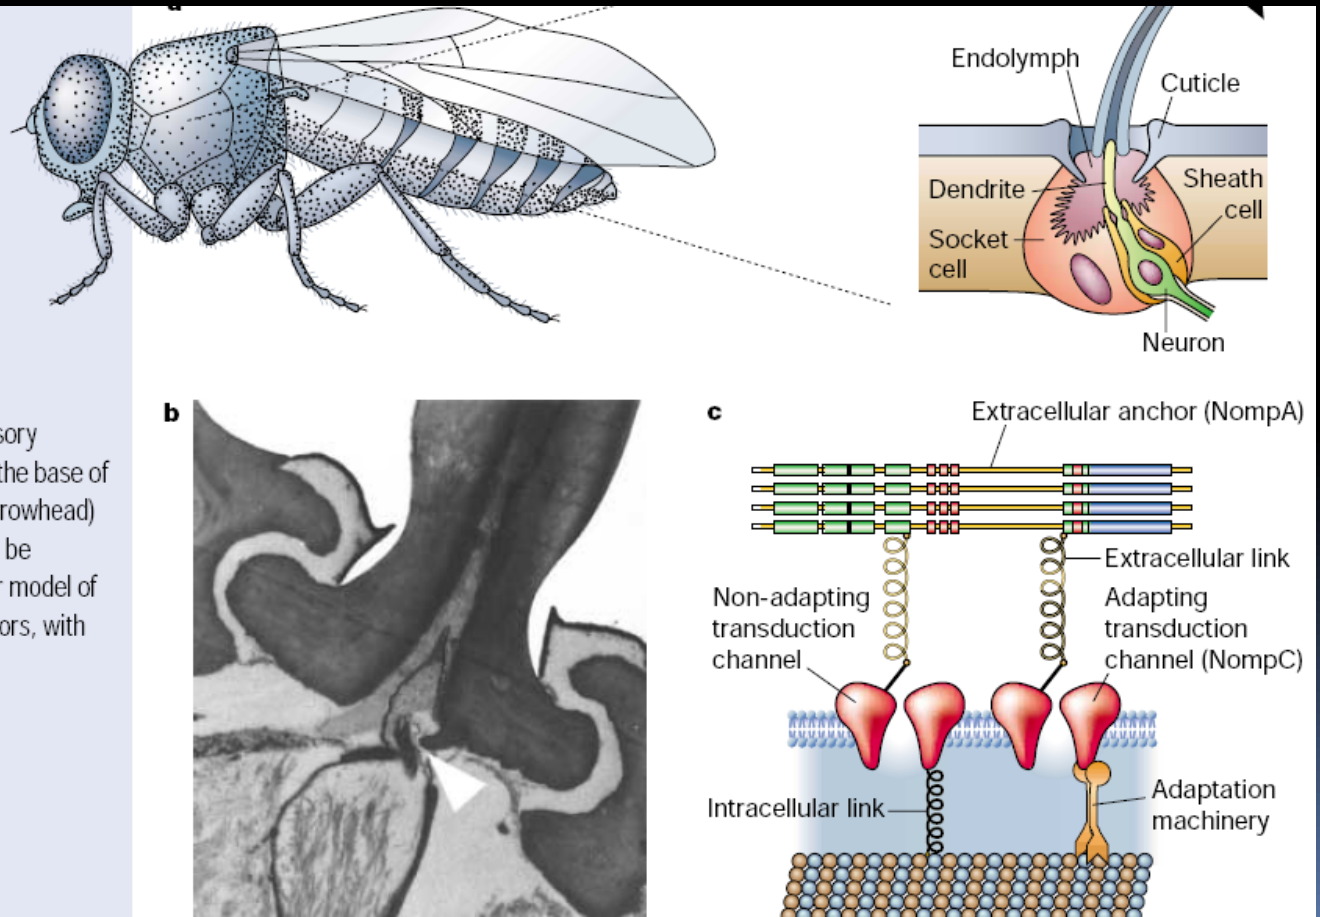 Endolymph
Cuticle
Dendrite
Sheath
cell
Socket
cell
Neuron
sory
the base of
rowhead)
be
r model of
ors, with
b
c
Extracellular anchor (NompA)
Extracellular link
Non-adapting
transduction
channel
Adapting
transduction
channel (NompC)
Intracellular link
Adaptation
machinery